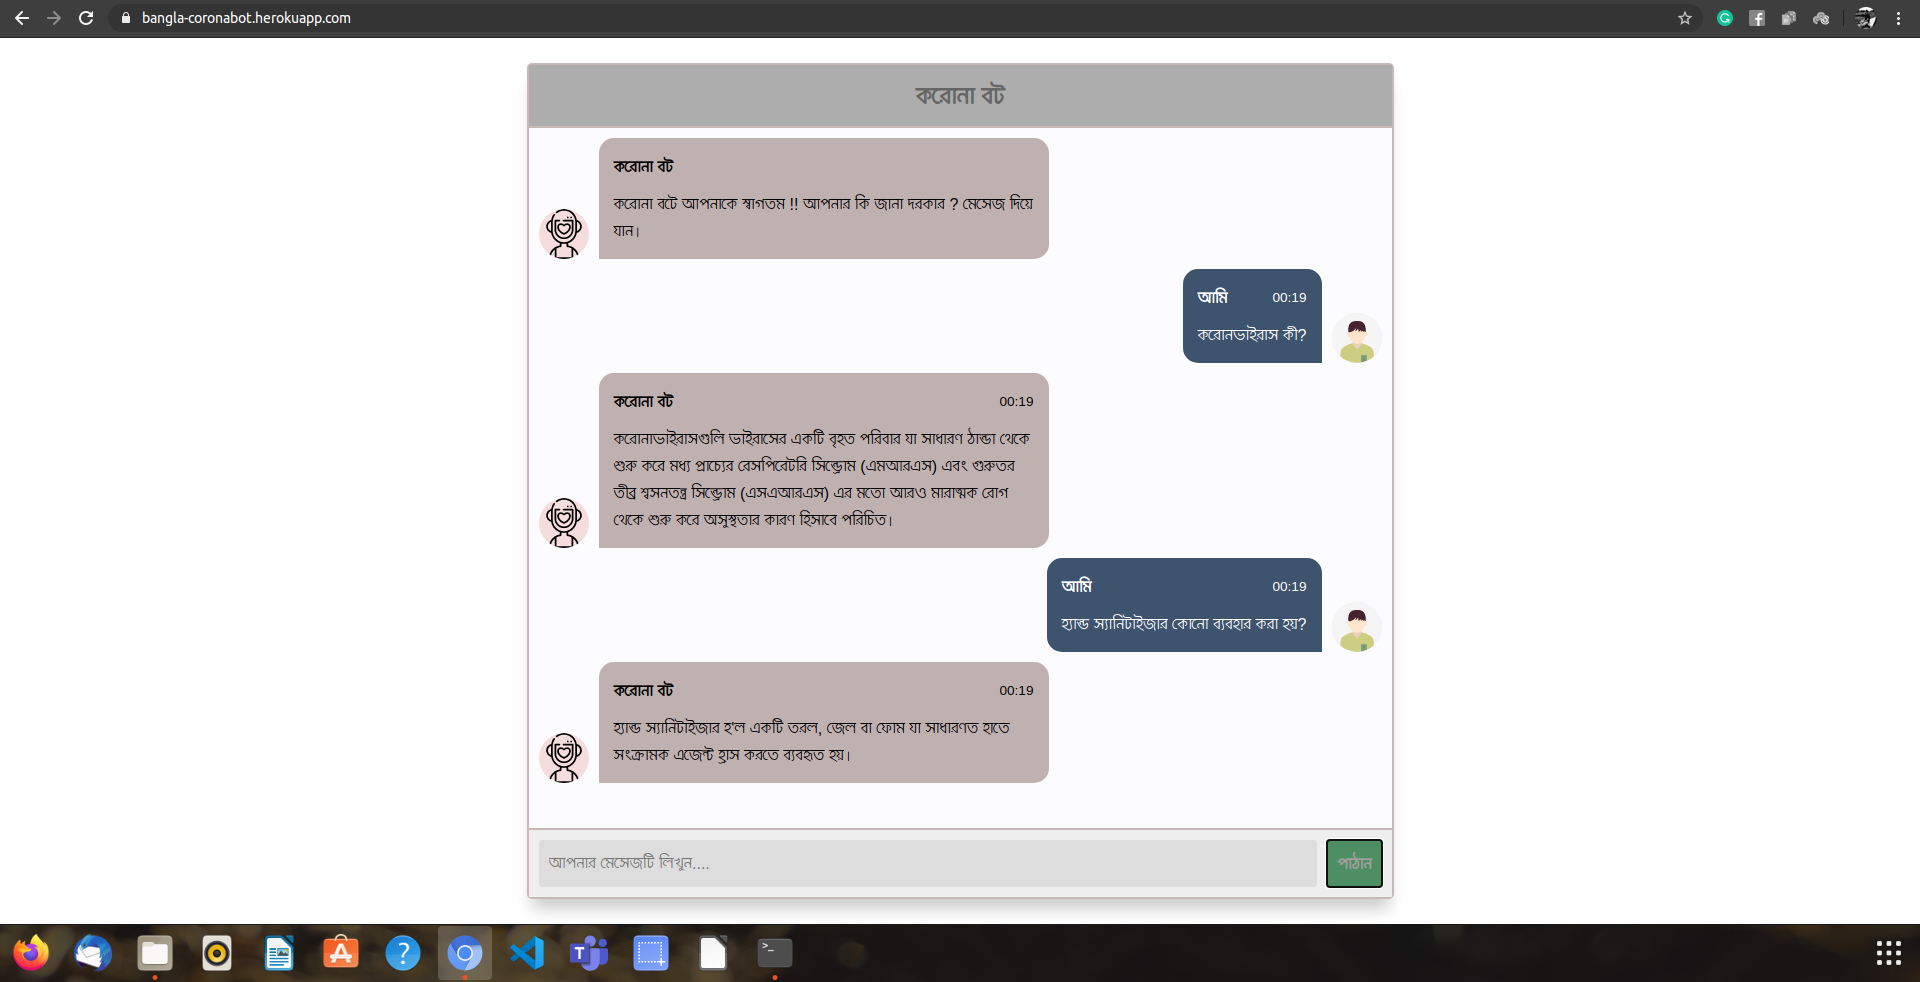 bangla-coronabot.herokuapp.com
করোনা বট
করোনা বট
করোনা বটে আপনাকে স্বাগতম !! আপনার কি জানা দরকার ? মেসেজ দিয়ে
যান।
আমি 00:19
করোনভাইরাস কী?
করোনা বট 00:19
করোনাভাইরাসগুলি ভাইরাসের একটি বৃহত পরিবার যা সাধারণ ঠান্ডা থেকে
শুরু করে মধ্য প্রাচ্যের রেসপিরেটরি সিন্ড্রোম (এমআরএস) এবং গুরুতর
তীব্র শ্বসনতন্ত্র সিন্ড্রোম (এসএআরএস) এর মতো আরও মারাত্মক রোগ
থেকে শুরু করে অসুস্থতার কারণ হিসাবে পরিচিত।
আমি 00:19
হ্যান্ড স্যানিটাইজার কোনো ব্যবহার করা হয়?
করোনা বট 00:19
হ্যান্ড স্যানিটাইজার হ'ল একটি তরল, জেল বা ফোম যা সাধারণত হাতে
সংক্রামক এজেন্ট হ্রাস করতে ব্যবহৃত হয়।
আপনার মেসেজটি লিখুন....
পাঠান